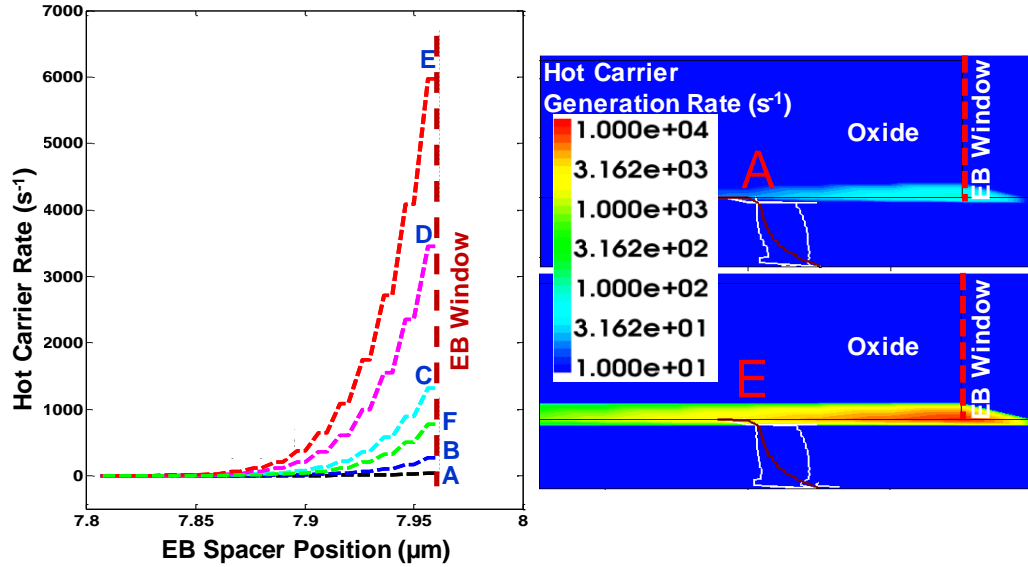 7000
6000
5000
4000
3000
2000
1000
0
7.8
7.85
7.9
7.95
8
Hot Carrier Rate (s-1)
EB Spacer Position (µm)
E
D
C
F
B
A
EB Window
Hot Carrier
Generation Rate (s-1)
1.000e+04
3.162e+03
1.000e+03
3.162e+02
1.000e+02
3.162e+01
1.000e+01
Oxide
A
EB Window
Oxide
E
EB Window